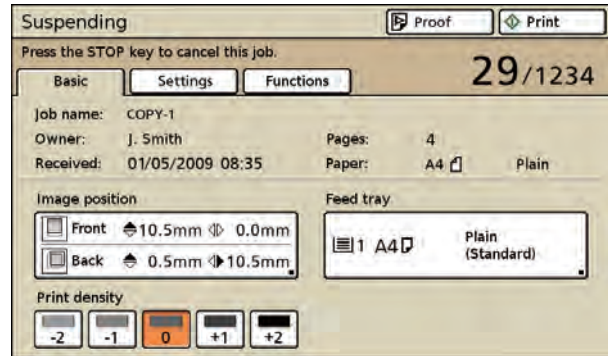 Suspending Proof Print
Press the STOP key to cancel this job.
29/1234
Basic Settings Functions
Job name: COPY-1
Owner: J. Smith Pages: 4
Received: 01/05/2009 08:35 Paper: A4 Plain
Image position Feed tray
Front 10.5mm 0.0mm
Back 0.5mm 10.5mm
1 A4 Plain
(Standard)
Print density
-2 -1 0 +1 +2